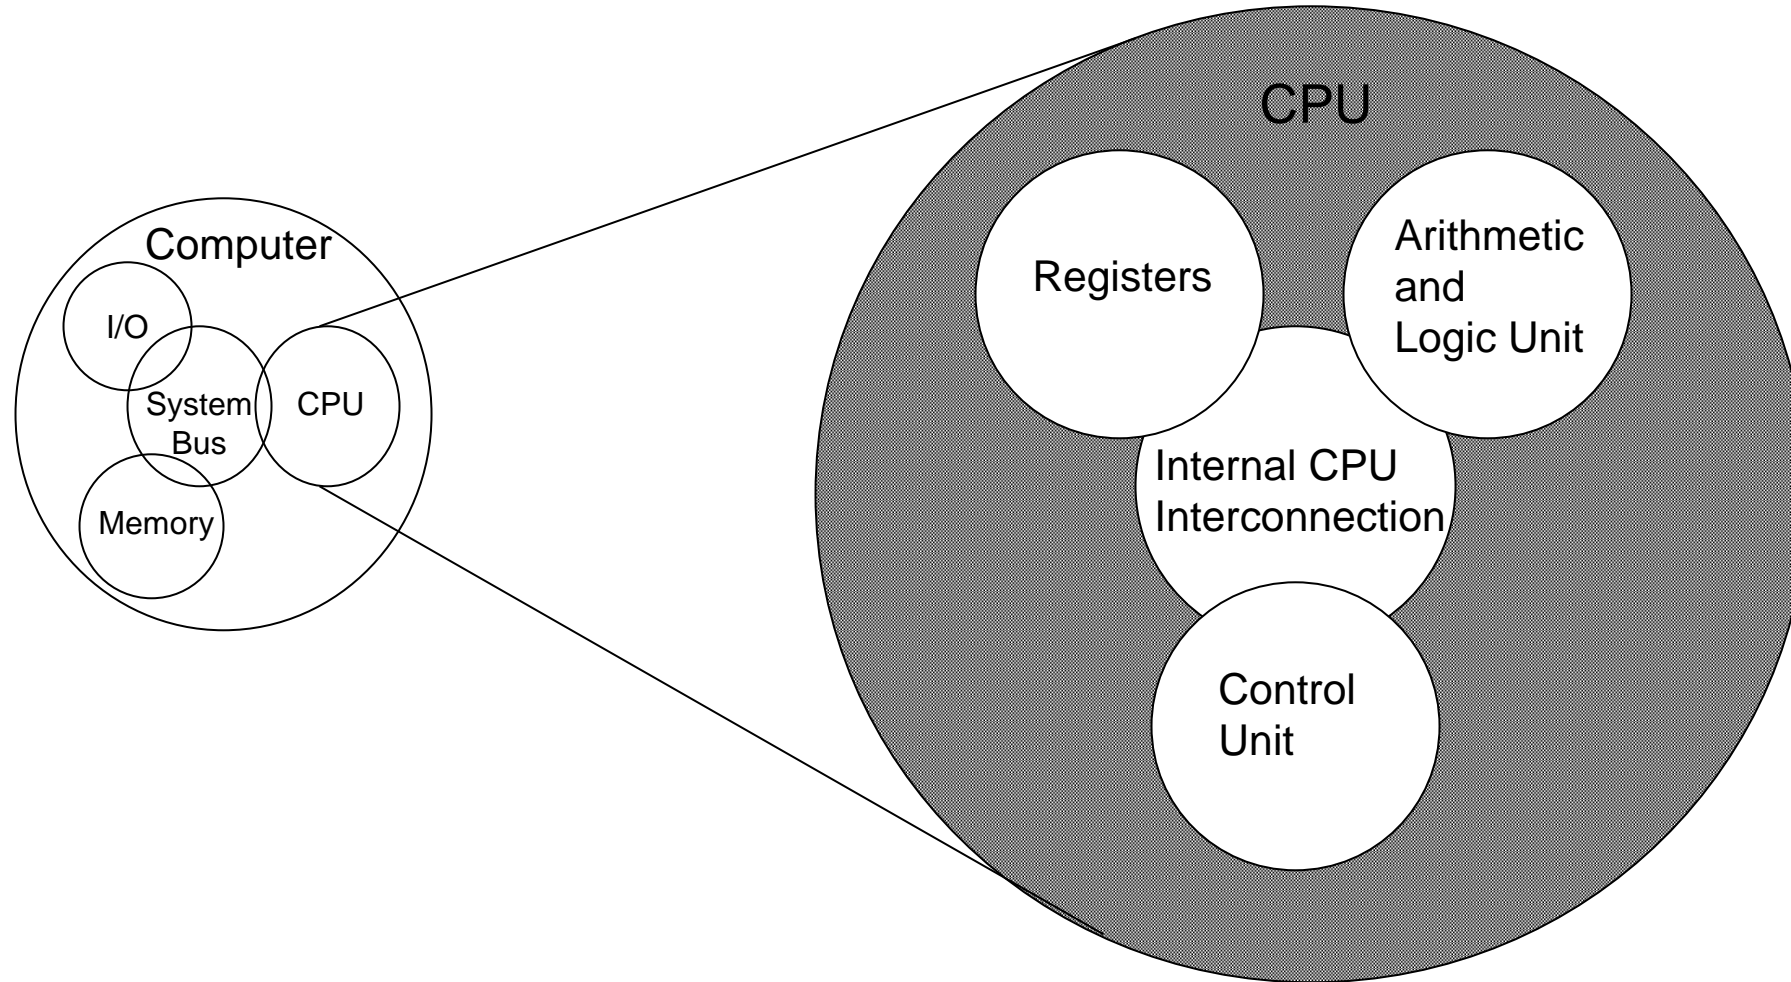 Computer
I/O
System
Bus
CPU
Memory
CPU
Registers
Arithmetic
and
Logic Unit
Internal CPU
Interconnection
Control
Unit